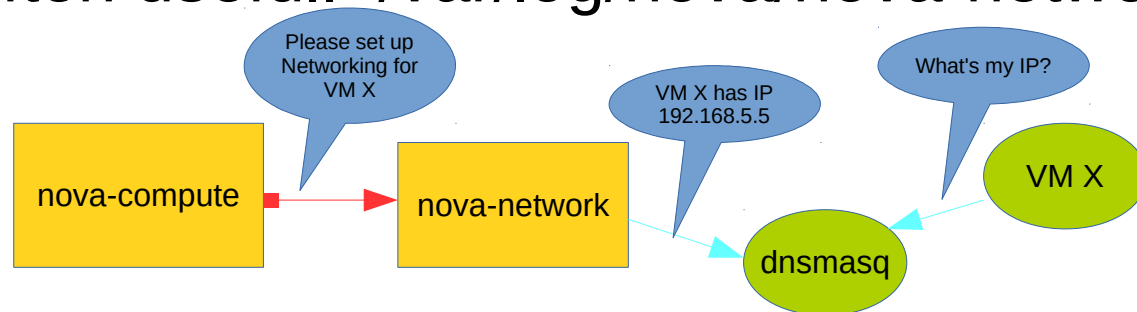 Please set up
Networking for
VM X
What's my IP?
VM X has IP
192.168.5.5
nova-compute
nova-network
VM X
dnsmasq